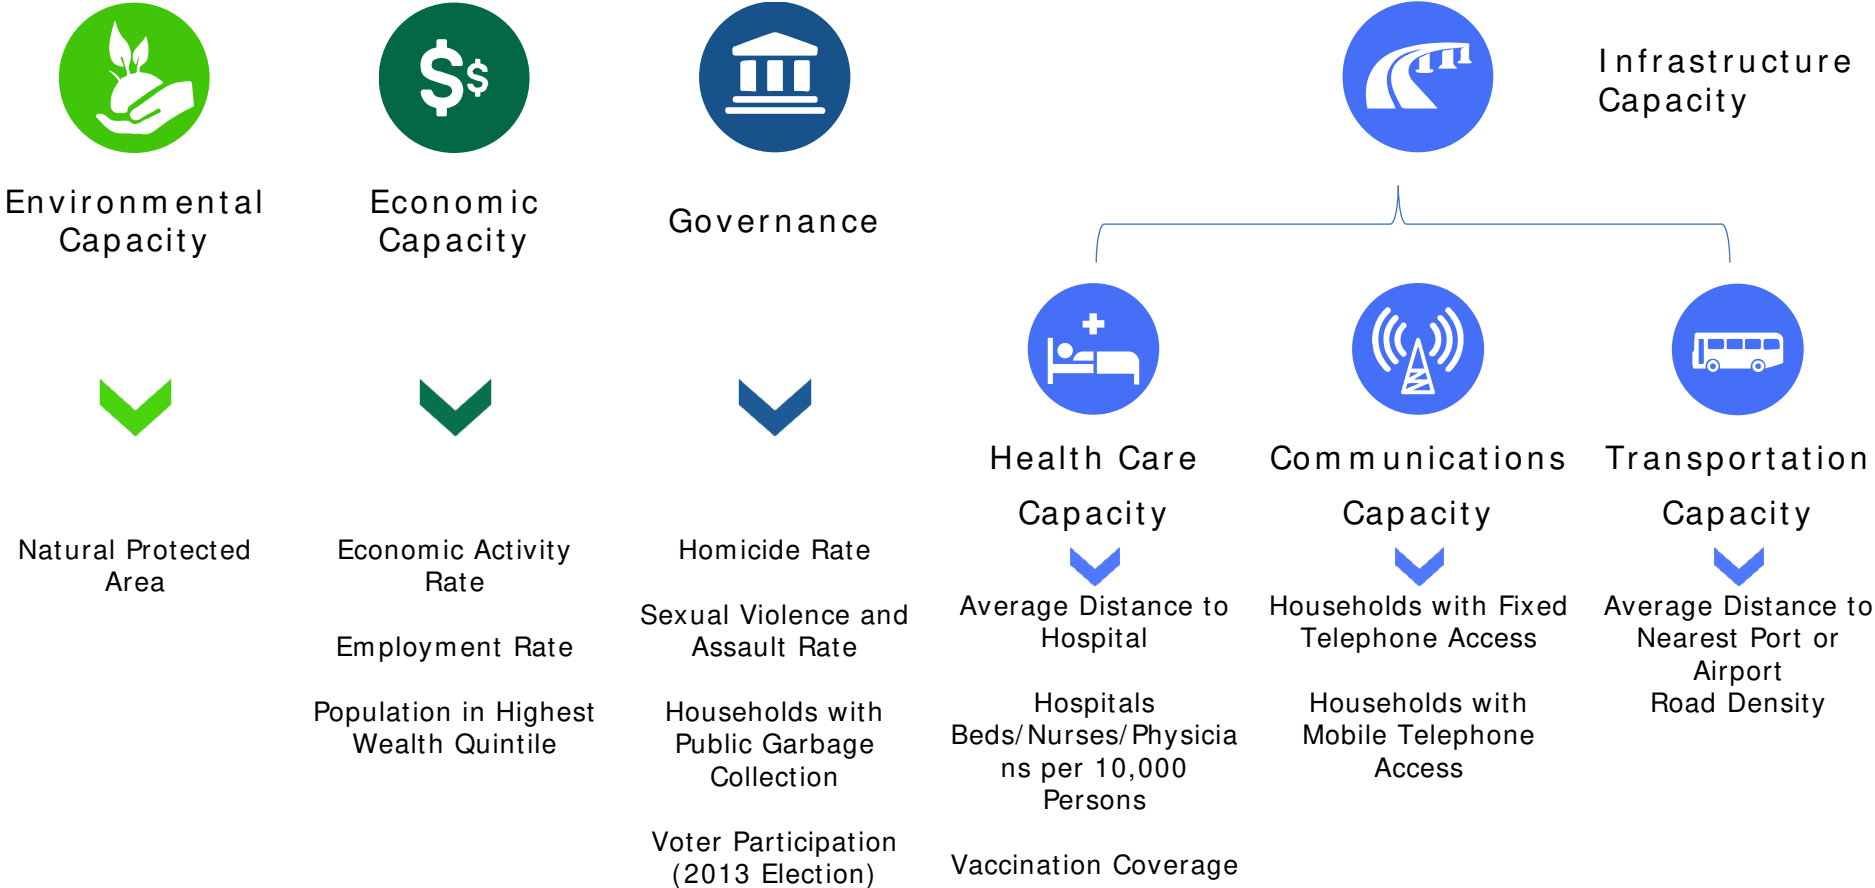 Infrastructure
Capacity
Environmental
Capacity
Economic
Capacity
Governance
Health Care
Capacity
Communications
Capacity
Transportation
Capacity
Natural Protected
Area
Economic Activity
Rate
Employment Rate
Population in Highest
Wealth Quintile
Homicide Rate
Sexual Violence and
Assault Rate
Households with
Public Garbage
Collection
Voter Participation
(2013 Election)
Average Distance to
Hospital
Hospitals
Beds/Nurses/Physicia
ns per 10,000
Persons
Vaccination Coverage
Households with Fixed
Telephone Access
Households with
Mobile Telephone
Access
Average Distance to
Nearest Port or
Airport
Road Density